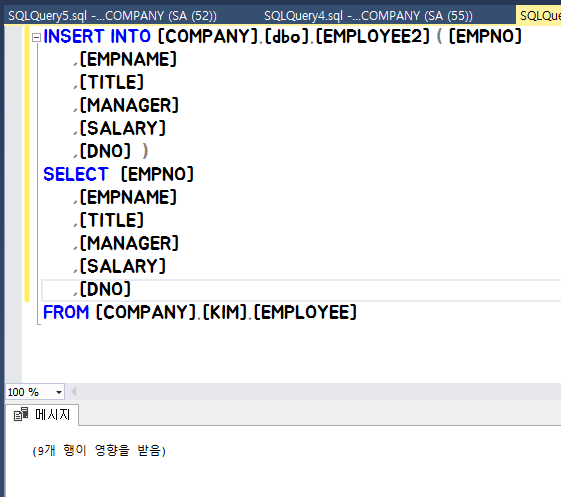 SQLQuery5.sql -...COMPANY (SA (52)) SQLQuery4.sql -...COMPANY (SA (55)) SQLQu
INSERT INTO [COMPANY].[dbo].[EMPLOYEE2] ( [EMPNO]
,[EMPNAME]
,[TITLE]
,[MANAGER]
,[SALARY]
,[DNO] )
SELECT [EMPNO]
,[EMPNAME]
,[TITLE]
,[MANAGER]
,[SALARY]
,[DNO]
FROM [COMPANY].[KIM].[EMPLOYEE]
100 %
메시지
(9개 행이 영향을 받음)